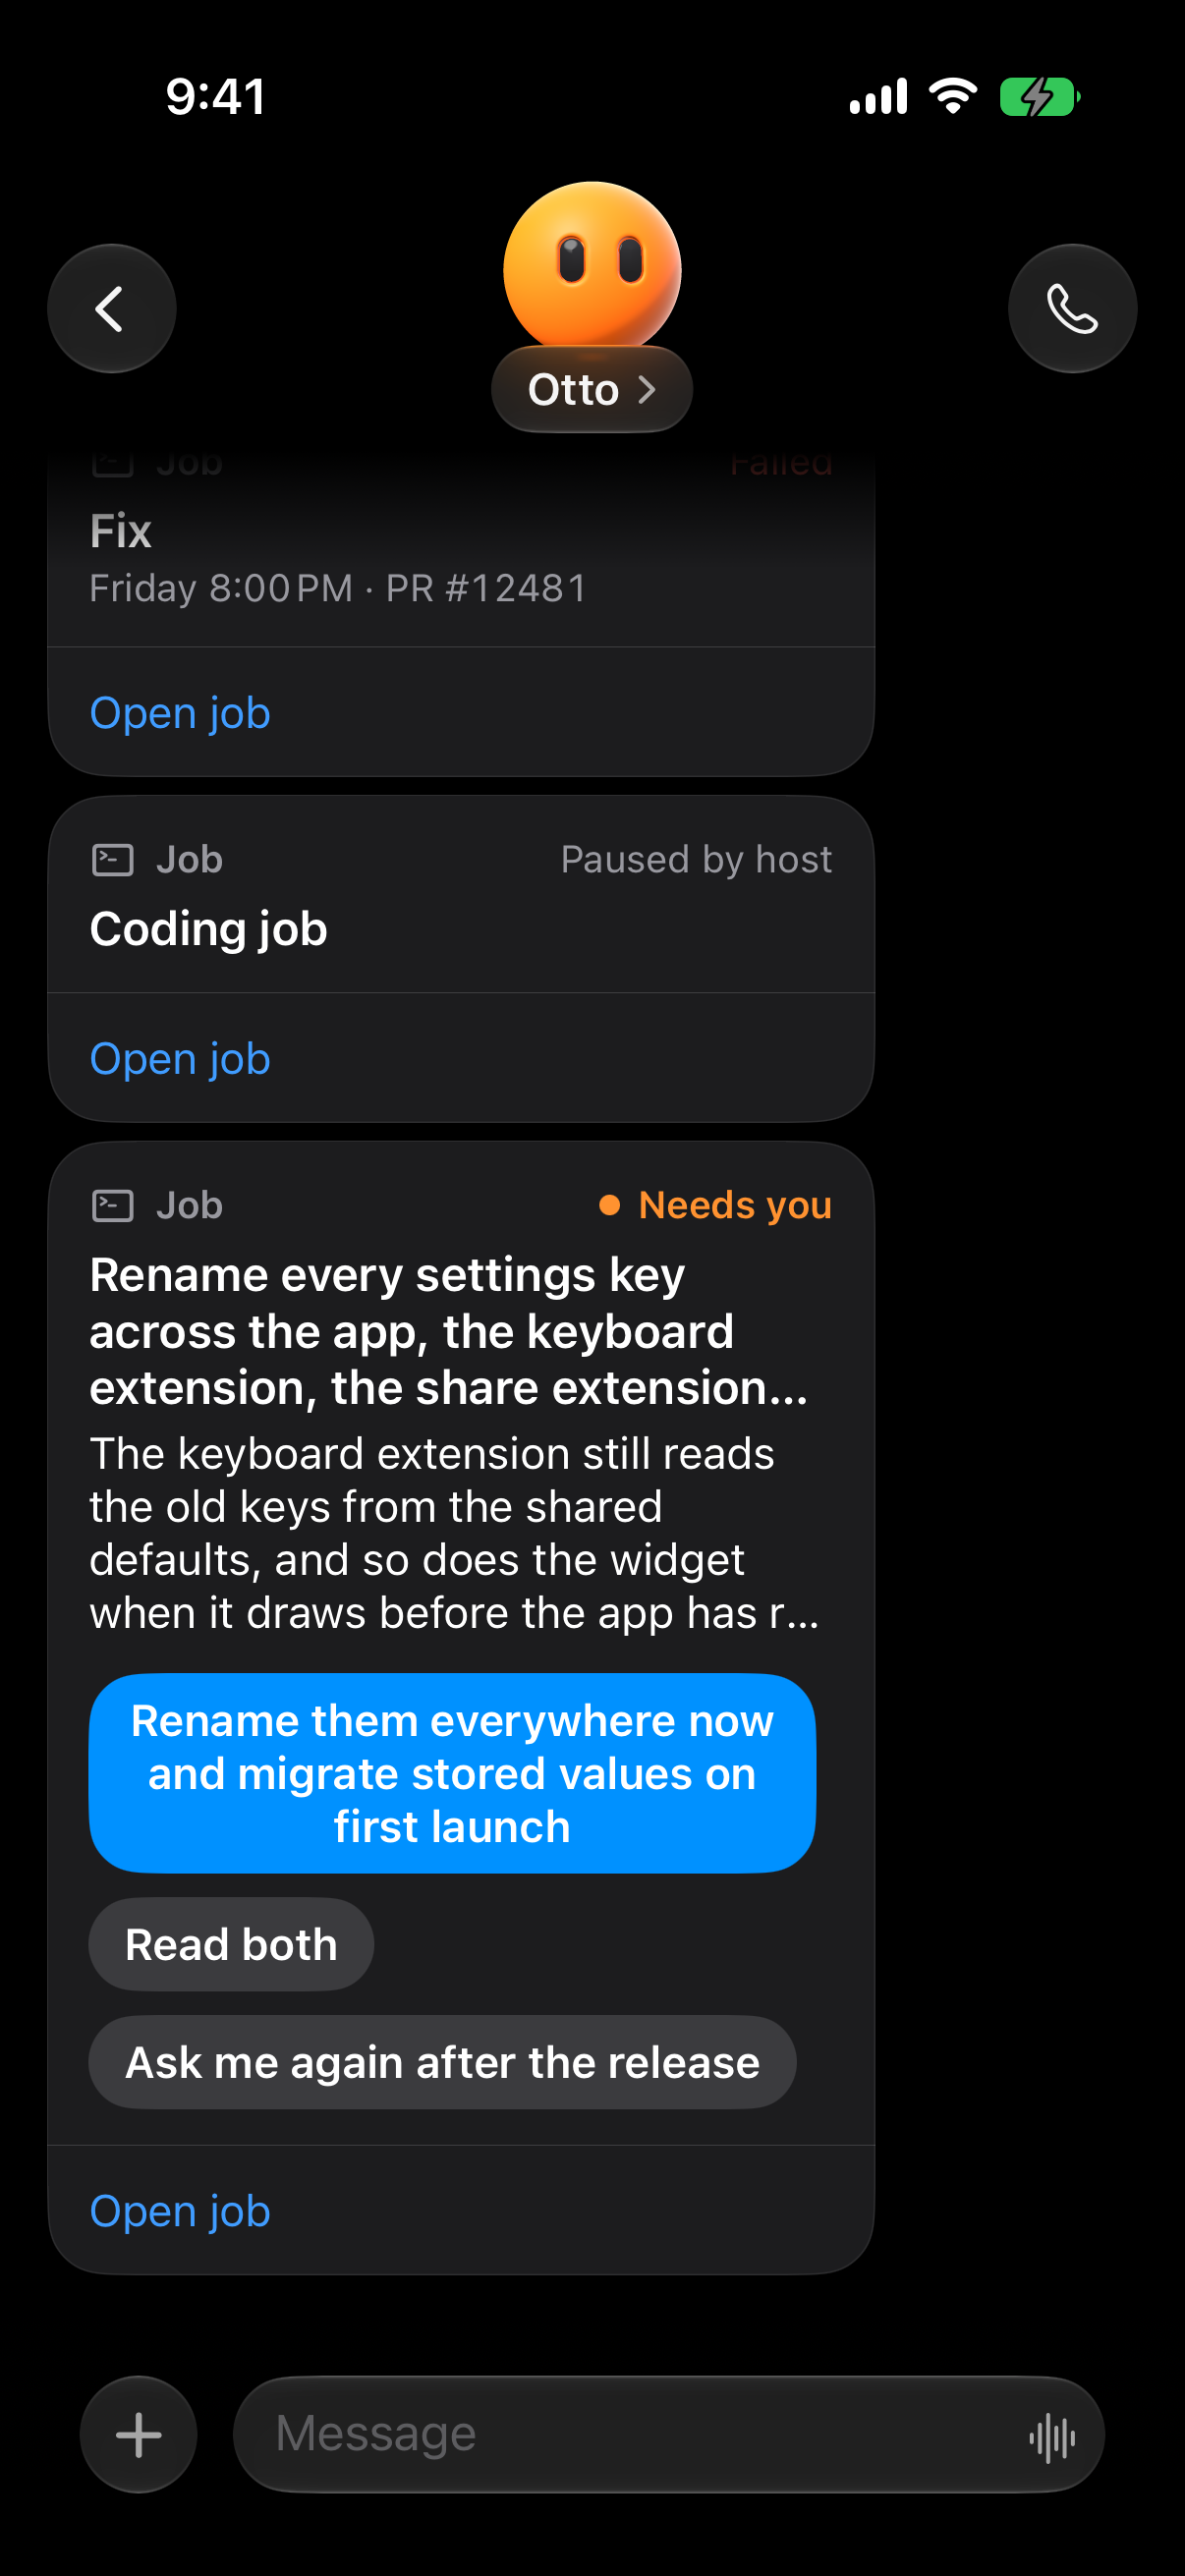 9:41
Otto
Job
Failed
Fix
Friday 8:00 PM · PR #12481
Open job
Job
Paused by host
Coding job
Open job
Job
Needs you
Rename every settings key
across the app, the keyboard
extension, the share extension...
The keyboard extension still reads
the old keys from the shared
defaults, and so does the widget
when it draws before the app has r...
Rename them everywhere now
and migrate stored values on
first launch
Read both
Ask me again after the release
Open job
Message